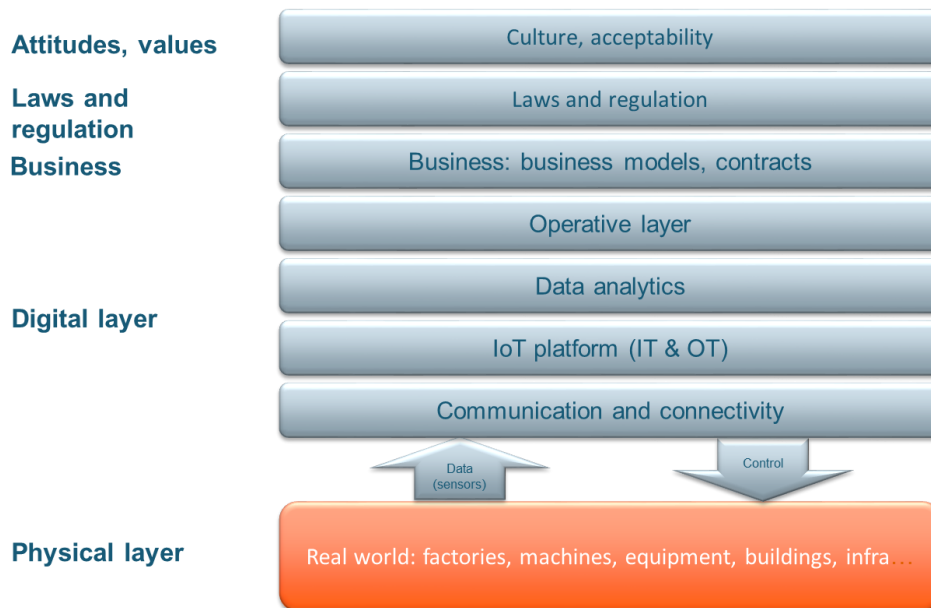 Attitudes, values
Culture, acceptability
Laws and
regulation
Laws and regulation
Business
Business: business models, contracts
Operative layer
Data analytics
Digital layer
IoT platform (IT & OT)
Communication and connectivity
Data
(sensors)
Control
Physical layer
Real world: factories, machines, equipment, buildings, infra...